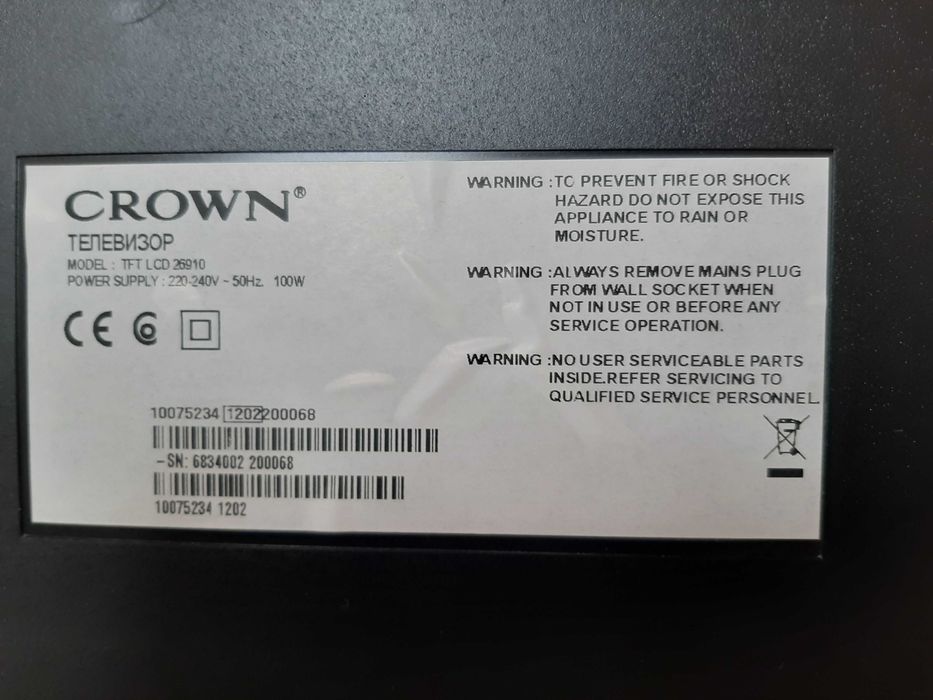 CROWN®
ТЕЛЕВИЗОР
MODEL : TFT LCD 26910
POWER SUPPLY : 220-240V ~ 50Hz. 100W
CE
10075234 1202200068
-SN: 6834002 200068
10075234 1202
WARNING :TO PREVENT FIRE OR SHOCK
HAZARD DO NOT EXPOSE THIS
APPLIANCE TO RAIN OR
MOISTURE.
WARNING :ALWAYS REMOVE MAINS PLUG
FROM WALL SOCKET WHEN
NOT IN USE OR BEFORE ANY
SERVICE OPERATION.
WARNING :NO USER SERVICEABLE PARTS
INSIDE.REFER SERVICING TO
QUALIFIED SERVICE PERSONNEL.